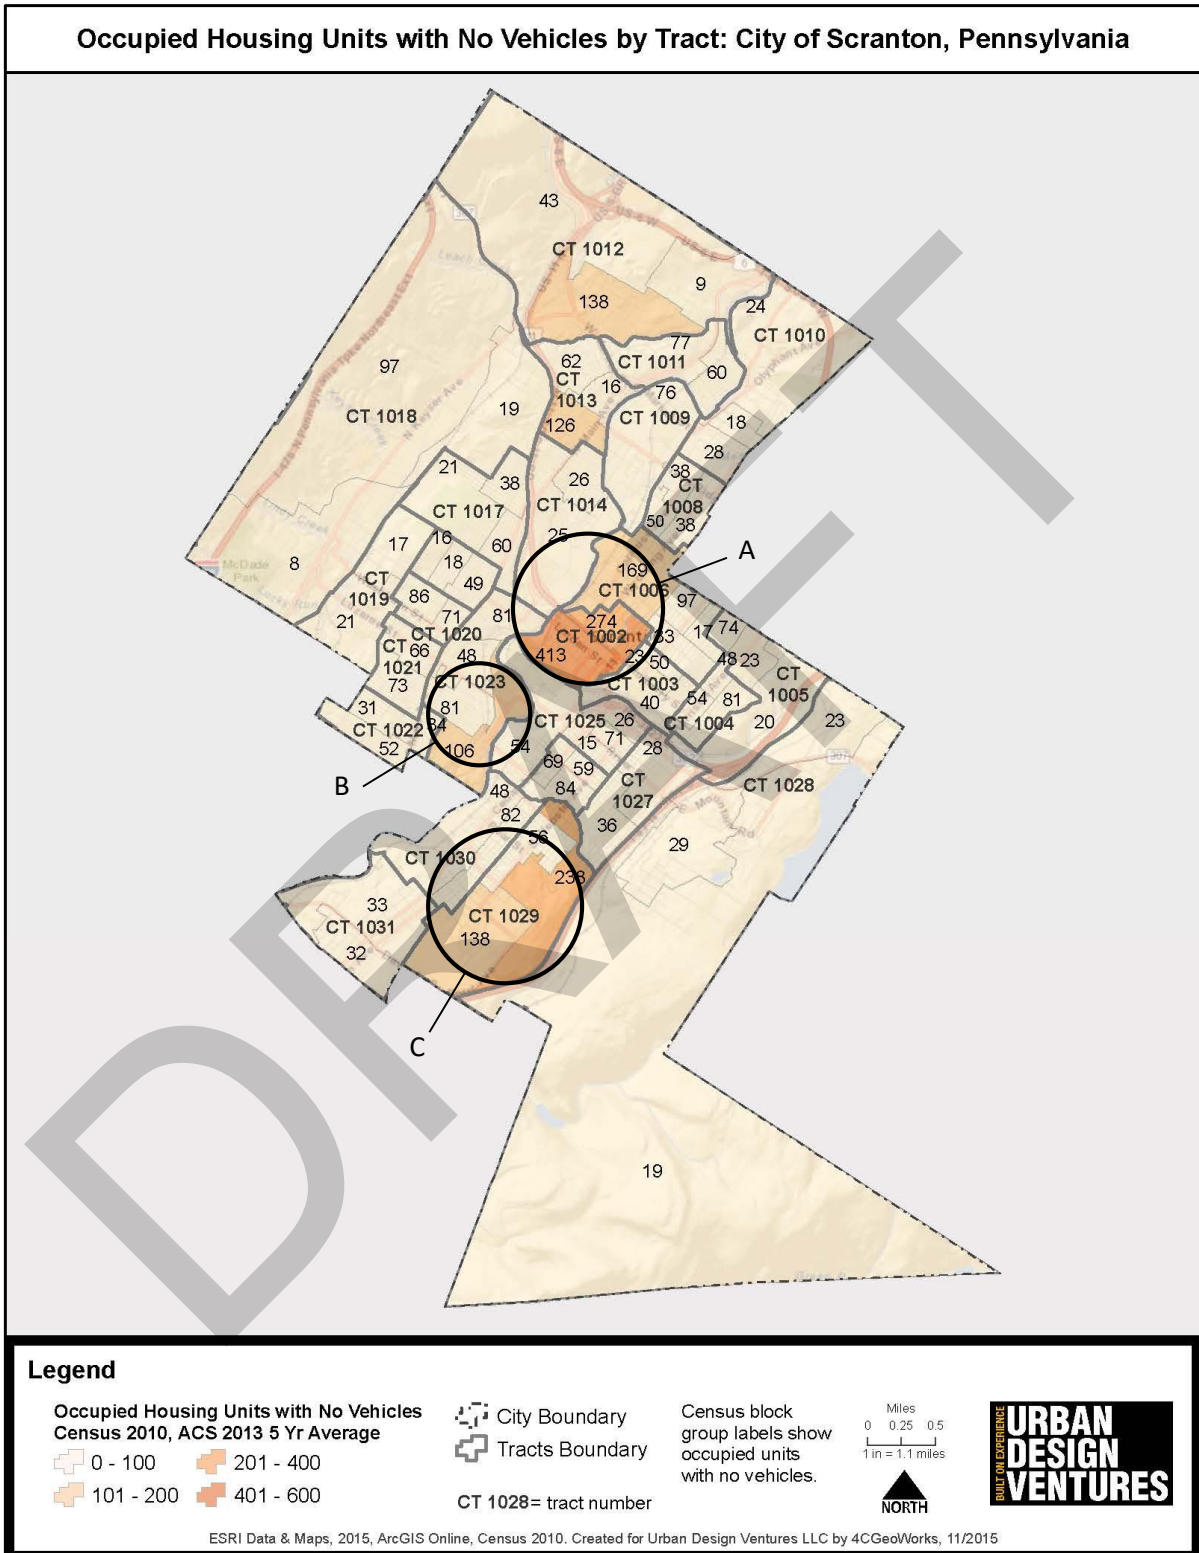 Occupied Housing Units with No Vehicles by Tract: City of Scranton, Pennsylvania
43
CT 1012
9
138
24
CT 1010
77
62
CT 1011
CT
1013
16
60
97
76
CT 1009
CT 1018
19
126
18
28
21
38
38
CT
1008
26
CT 1014
CT 1017
50
38
25
17
16
60
A
18
8
McDade
Park
169
CT 1006
CT
1019
49
86
97
21
71
81
274
17
74
CT 1020
CT 1002
33
CT
1021
66
48
413
23
50
48
23
73
CT 1023
CT 1003
CT
1005
31
81
40
54
81
CT 1022
84
CT 1025
26
CT 1004
20
23
52
106
54
15
71
28
307
69
59
B
48
84
CT
1027
CT 1028
82
56
36
E Mountain Rd
29
CT 1030
238
33
CT 1029
CT 1031
138
32
C
19
DRAFT
Legend
Occupied Housing Units with No Vehicles
Census 2010, ACS 2013 5 Yr Average
0 - 100
201 - 400
101 - 200
401 - 600
City Boundary
Tracts Boundary
CT 1028= tract number
Census block
group labels show
occupied units
with no vehicles.
Miles
0 0.25 0.5
1 in = 1.1 miles
NORTH
BUILT ON EXPERIENCE
URBAN
DESIGN
VENTURES
ESRI Data & Maps, 2015, ArcGIS Online, Census 2010. Created for Urban Design Ventures LLC by 4CGeoWorks, 11/2015